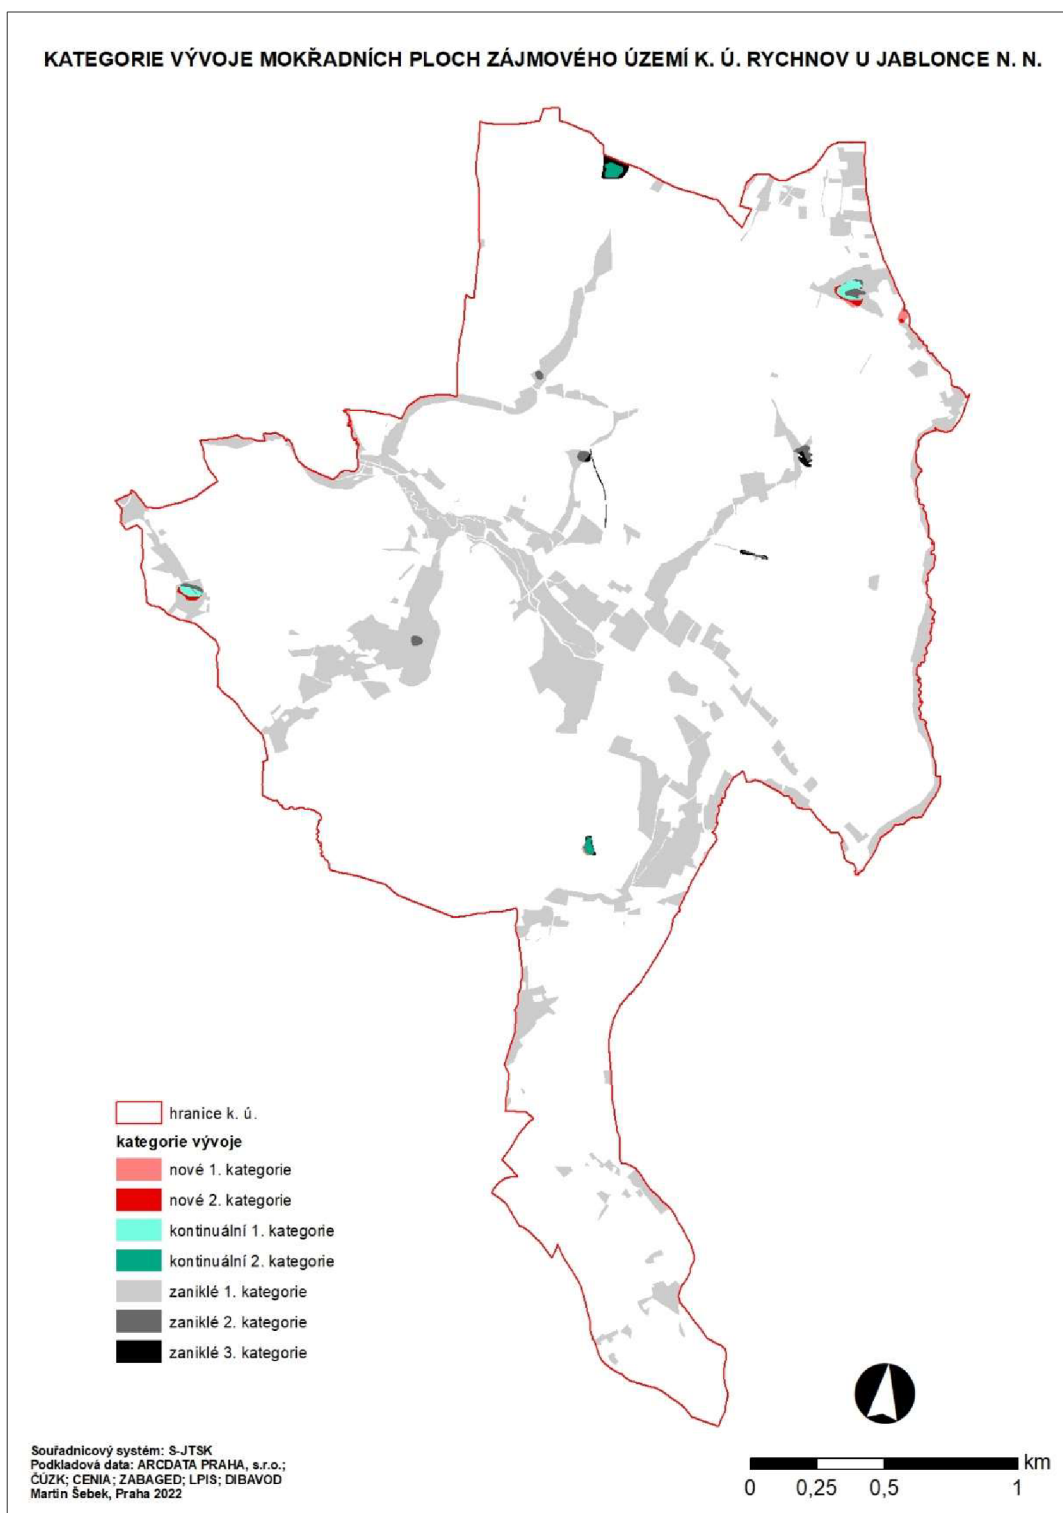 KATEGORIE VÝVOJE MOKŘADNÍCH PLOCH ZÁJMOVÉHO ÚZEMÍ K. Ú. RYCHNOV U JABLONCE N. N.
hranice k. ú.
kategorie vývoje
nové 1. kategorie
nové 2. kategorie
kontinuální 1. kategorie
kontinuální 2. kategorie
zaniklé 1. kategorie
zaniklé 2. kategorie
zaniklé 3. kategorie
Souřadnicový systém: S-JTSK
Podkladová data: ARCDATA PRAHA, s.r.o.;
ČÚZK; CENIA; ZABAGED; LPIS; DIBAVOD
Martin Šebek, Praha 2022
km
0 0,25 0,5 1